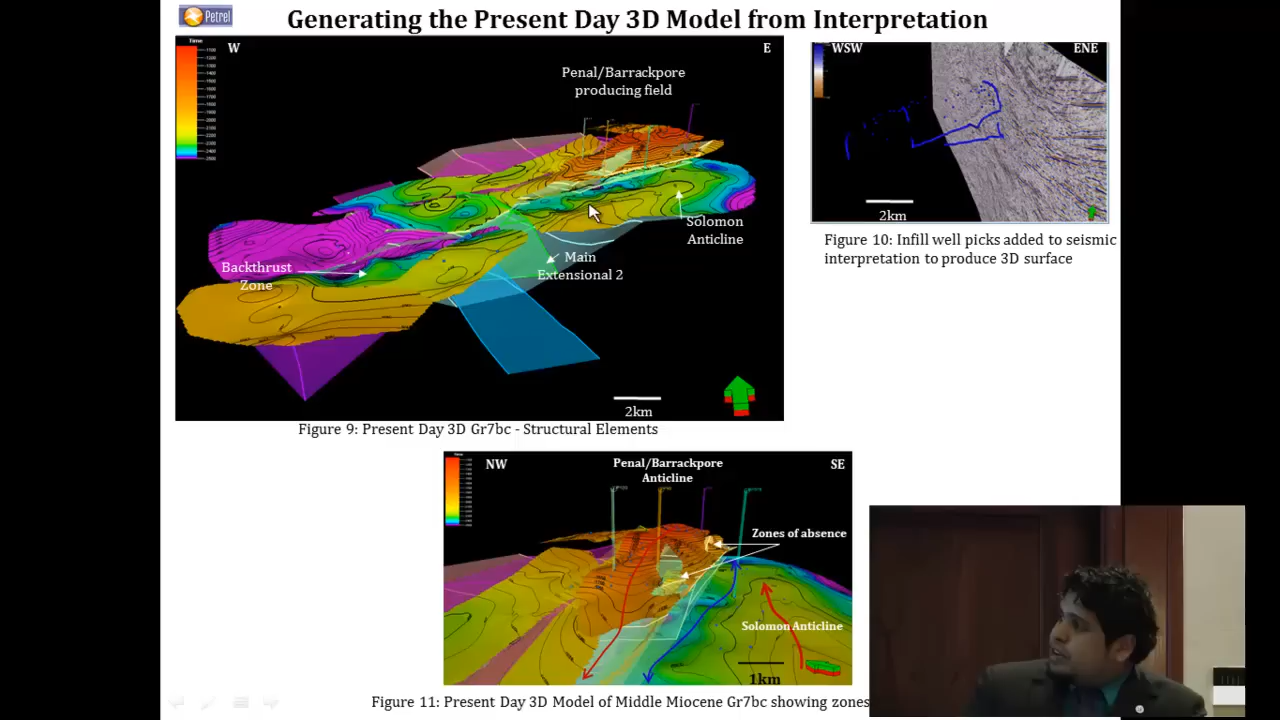 Petrel
Generating the Present Day 3D Model from Interpretation
W
E
Penal/Barrackpore
producing field
Solomon
Anticline
Backthrust
Zone
Main
Extensional 2
2km
Figure 9: Present Day 3D Gr7bc - Structural Elements
WSW
ENE
2km
Figure 10: Infill well picks added to seismic
interpretation to produce 3D surface
NW
Penal/Barrackpore
Anticline
SE
Zones of absence
Solomon Anticline
1km
Figure 11: Present Day 3D Model of Middle Miocene Gr7bc showing zones